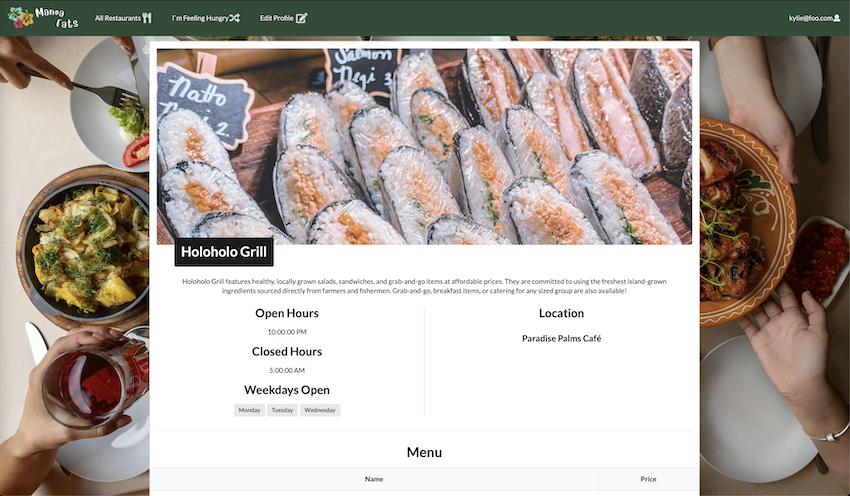 Manoa Eats
All Restaurants
I'm Feeling Hungry
Edit Profile
kylie@foo.com
Natto
2
Salmon
Negi 3
Holoholo Grill
Holoholo Grill features healthy, locally grown salads, sandwiches, and grab-and-go items at affordable prices. They are committed to using the freshest island-grown
ingredients sourced directly from farmers and fishermen. Grab-and-go, breakfast items, or catering for any sized group are also available!
Open Hours
10:00:00 PM
Closed Hours
5:00:00 AM
Weekdays Open
Monday Tuesday Wednesday
Location
Paradise Palms Café
Menu
Name Price